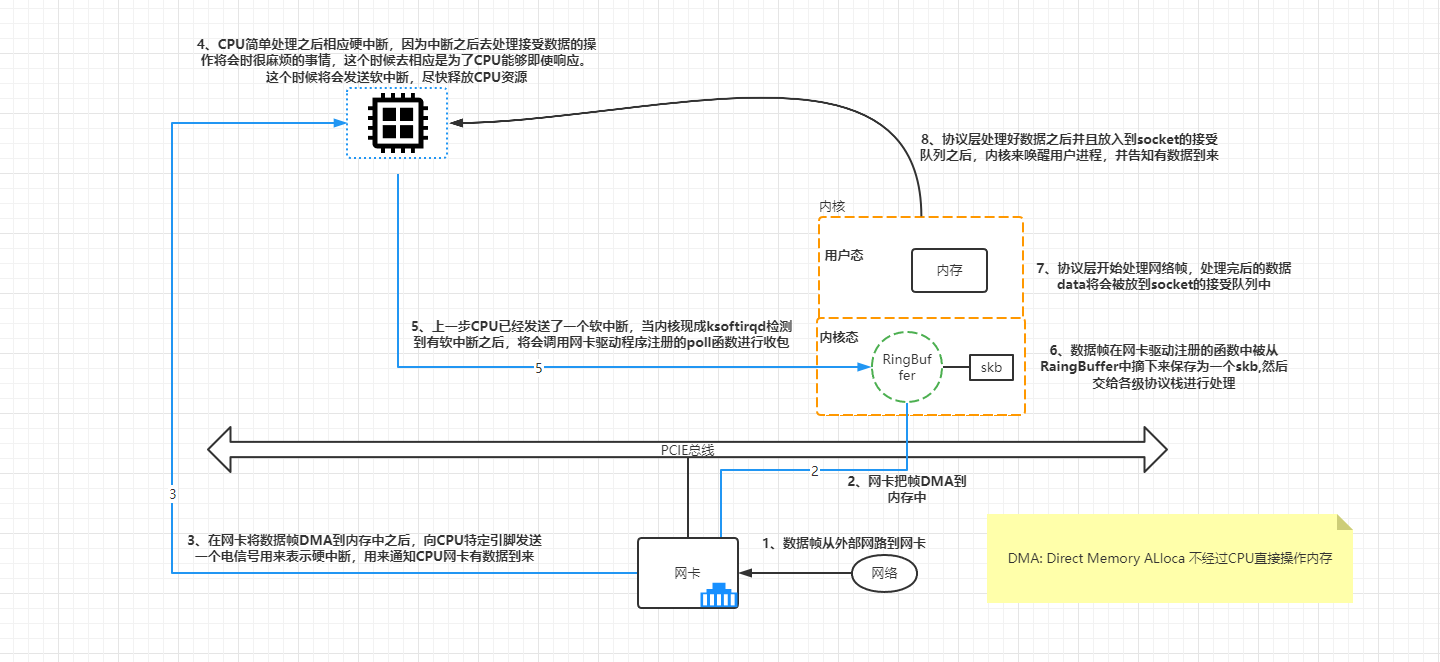 4、CPU简单处理之后相应硬中断，因为中断之后去处理接受数据的操
作将会时很麻烦的事情，这个时候去相应是为了CPU能够即使响应。
这个时候将会发送软中断，尽快释放CPU资源
8、协议层处理好数据之后并且放入到socket的接受
队列之后，内核来唤醒用户进程，并告知有数据到来
内核
用户态
内存
7、协议层开始处理网络帧，处理完后的数据
data将会被放到socket的接受队列中
5、上一步CPU已经发送了一个软中断，当内核现成ksoftirqd检测
到有软中断之后，将会调用网卡驱动程序注册的poll函数进行收包
5
内核态
RingBuf
fer
skb
6、数据帧在网卡驱动注册的函数中被从
RaingBuffer中摘下来保存为一个skb,然后
交给各级协议栈进行处理
PCIE总线
2
2、网卡把帧DMA到
内存中
3
3、在网卡将数据帧DMA到内存中之后，向CPU特定引脚发送
一个电信号用来表示硬中断，用来通知CPU网卡有数据到来
1、数据帧从外部网路到网卡
网卡
网络
DMA: Direct Memory ALloca 不经过CPU直接操作内存